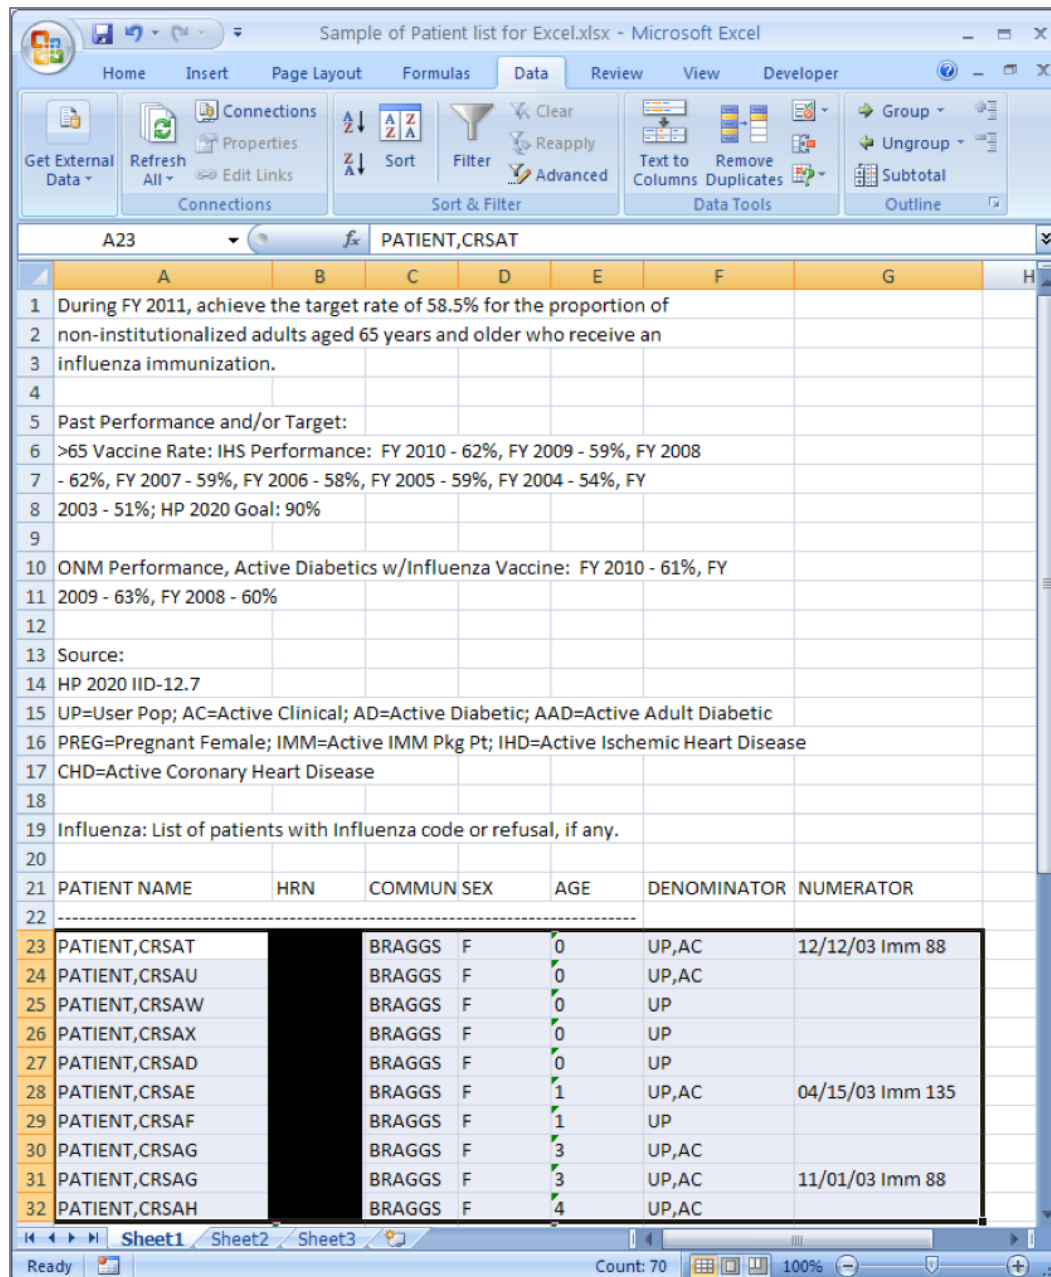 Sample of Patient list for Excel.xlsx - Microsoft Excel
Home Insert Page Layout Formulas Data Review View Developer
Get External Data
Refresh All
Connections
Properties
Edit Links
Connections
Sort
Filter
Clear
Reapply
Advanced
Sort & Filter
Text to Columns
Remove Duplicates
Data Tools
Group
Ungroup
Subtotal
Outline
A23 fx PATIENT,CRSAT
A B C D E F G H
1 During FY 2011, achieve the target rate of 58.5% for the proportion of
2 non-institutionalized adults aged 65 years and older who receive an
3 influenza immunization.
4
5 Past Performance and/or Target:
6 >65 Vaccine Rate: IHS Performance: FY 2010 - 62%, FY 2009 - 59%, FY 2008
7 - 62%, FY 2007 - 59%, FY 2006 - 58%, FY 2005 - 59%, FY 2004 - 54%, FY
8 2003 - 51%; HP 2020 Goal: 90%
9
10 ONM Performance, Active Diabetics w/Influenza Vaccine: FY 2010 - 61%, FY
11 2009 - 63%, FY 2008 - 60%
12
13 Source:
14 HP 2020 IID-12.7
15 UP=User Pop; AC=Active Clinical; AD=Active Diabetic; AAD=Active Adult Diabetic
16 PREG=Pregnant Female; IMM=Active IMM Pkg Pt; IHD=Active Ischemic Heart Disease
17 CHD=Active Coronary Heart Disease
18
19 Influenza: List of patients with Influenza code or refusal, if any.
20
21 PATIENT NAME HRN COMMUN SEX AGE DENOMINATOR NUMERATOR
22 --------------------------------------------------------------------------------
23 PATIENT,CRSAT BRAGGS F 0 UP,AC 12/12/03 Imm 88
24 PATIENT,CRSAU BRAGGS F 0 UP,AC
25 PATIENT,CRSAW BRAGGS F 0 UP
26 PATIENT,CRSAX BRAGGS F 0 UP
27 PATIENT,CRSAD BRAGGS F 0 UP
28 PATIENT,CRSAE BRAGGS F 1 UP,AC 04/15/03 Imm 135
29 PATIENT,CRSAF BRAGGS F 1 UP
30 PATIENT,CRSAG BRAGGS F 3 UP,AC
31 PATIENT,CRSAG BRAGGS F 3 UP,AC 11/01/03 Imm 88
32 PATIENT,CRSAH BRAGGS F 4 UP,AC
Sheet1 Sheet2 Sheet3
Ready Count: 70 100%